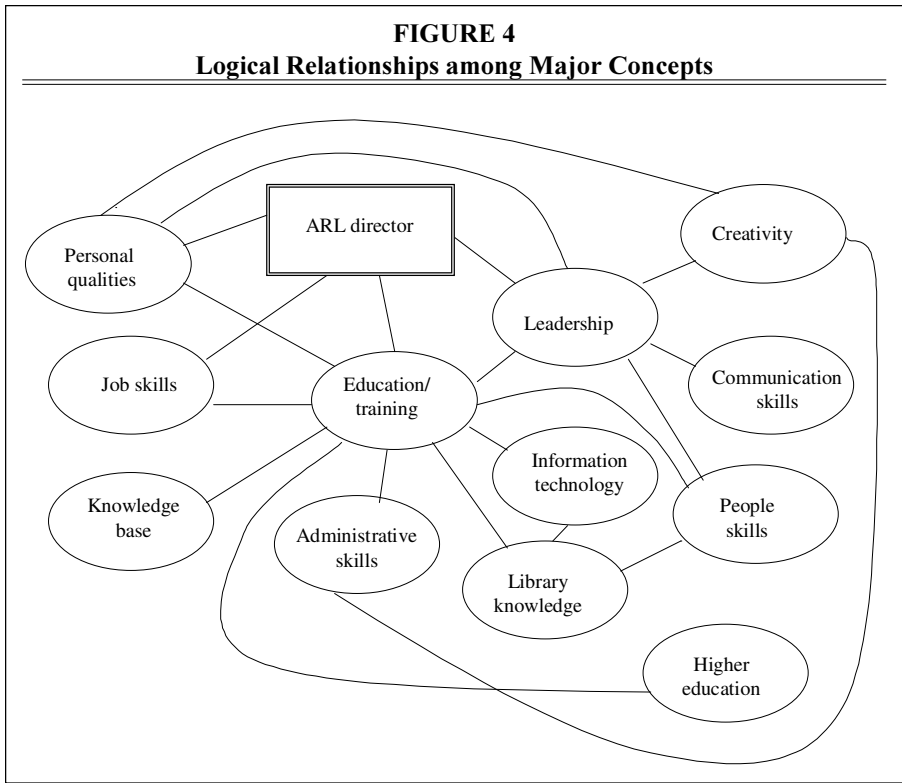 FIGURE 4
Logical Relationships among Major Concepts
ARL director
Personal
qualities
Creativity
Leadership
Job skills
Education/
training
Communication
skills
Information
technology
Knowledge
base
People
skills
Administrative
skills
Library
knowledge
Higher
education